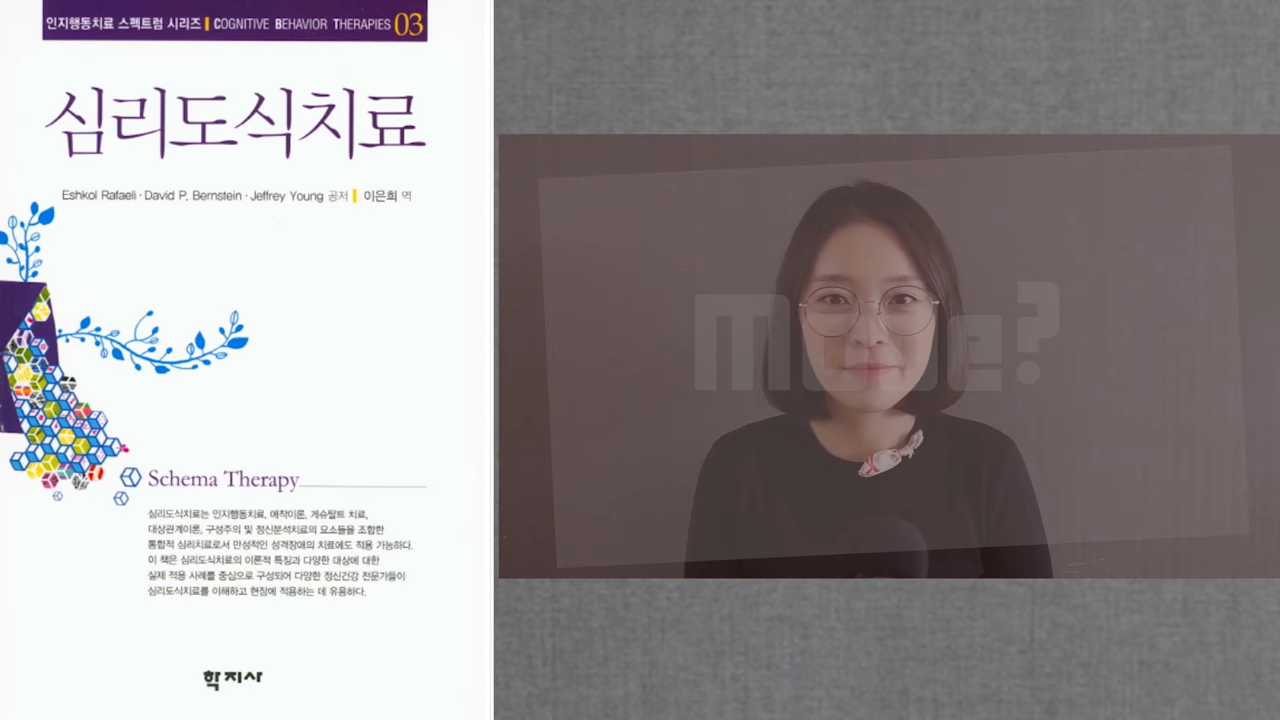 인지행동치료 스펙트럼 시리즈 | COGNITIVE BEHAVIOR THERAPIES 03
심리도식치료
Eshkol Rafaeli · David P. Bernstein · Jeffrey Young 공저 | 이은희 역
Schema Therapy
심리도식치료는 인지행동치료, 애착이론, 게슈탈트 치료,
대상관계이론, 구성주의 및 정신분석치료의 요소들을 조합한
통합적 심리치료로서 만성적인 성격장애의 치료에도 적용 가능하다.
이 책은 심리도식치료의 이론적 특징과 다양한 대상에 대한
실제 적용 사례를 중심으로 구성되어 다양한 정신건강 전문가들이
심리도식치료를 이해하고 현장에 적용하는 데 유용하다.
학지사